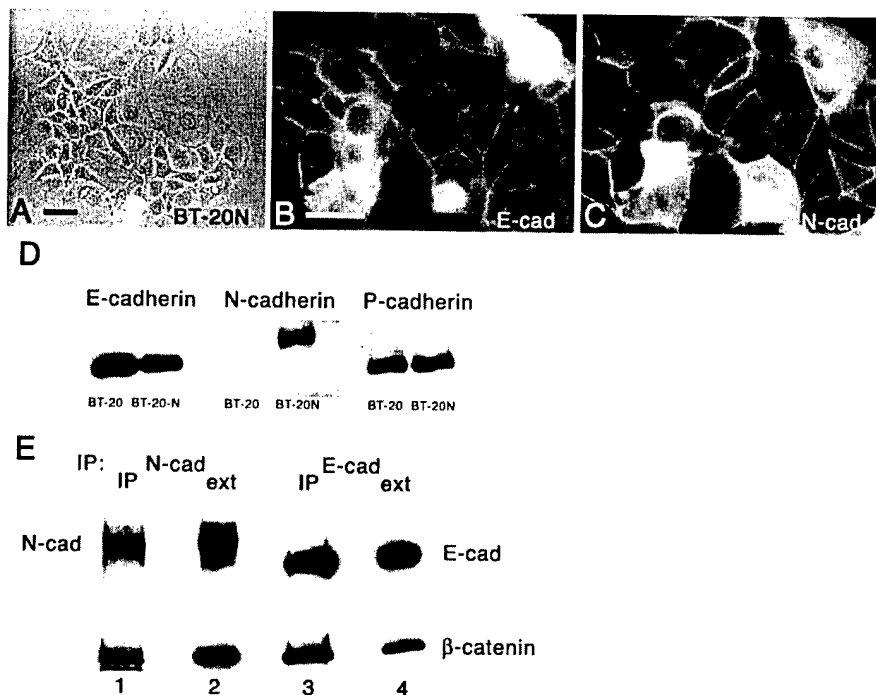 A BT-20N B E-cad C N-cad
D
E-cadherin N-cadherin P-cadherin
BT-20 BT-20-N BT-20 BT-20N BT-20 BT-20N
E
IP: N-cad E-cad
IP ext IP ext
N-cad E-cad
β-catenin
1 2 3 4